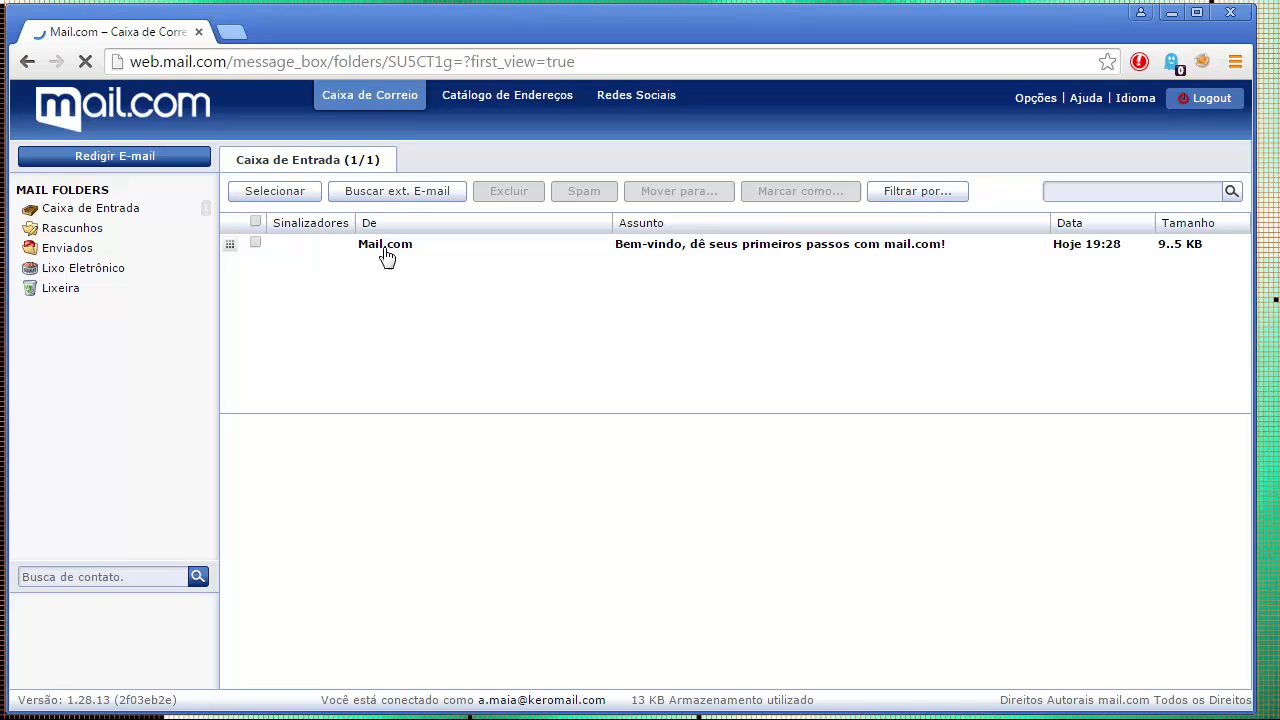 Mail.com – Caixa de Corre
web.mail.com/message_box/folders/SU5CT1g=?first_view=true
0
mail.com
Caixa de Correio
Catálogo de Endereços
Redes Sociais
Opções | Ajuda | Idioma
Logout
Redigir E-mail
Caixa de Entrada (1/1)
MAIL FOLDERS
Caixa de Entrada
Rascunhos
Enviados
Lixo Eletrônico
Lixeira
Selecionar
Buscar ext. E-mail
Excluir
Spam
Mover para...
Marcar como...
Filtrar por...
Sinalizadores
De
Assunto
Data
Tamanho
Mail.com
Bem-vindo, dê seus primeiros passos com mail.com!
Hoje 19:28
9..5 KB
Busca de contato.
Versão: 1.28.13 (2f03eb2e)
Você está conectado como
13 KB Armazenamento utilizado
Direitos Autorais mail.com Todos os Direitos